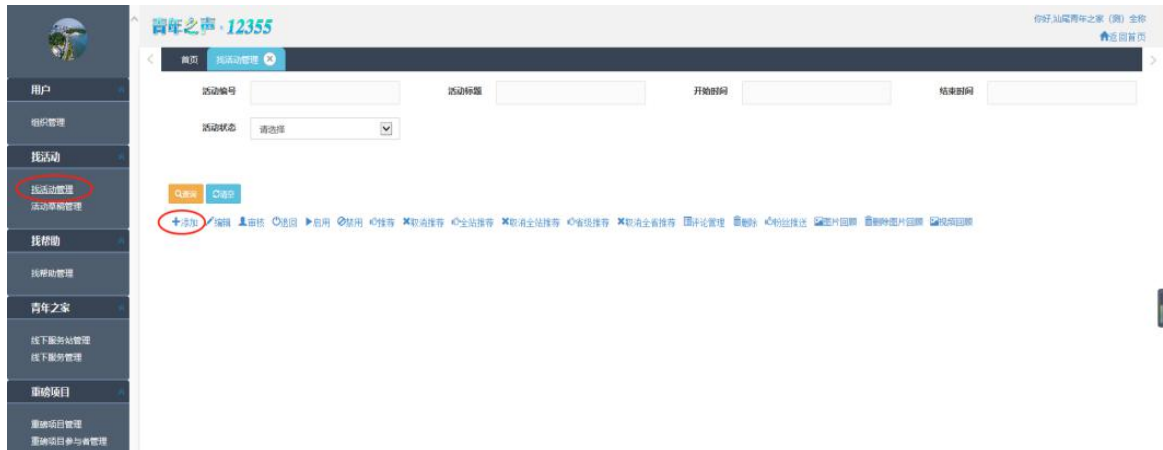 青年之声·12355
你好,汕尾青年之家（测）全称
返回首页
首页 找活动管理
用户
组织管理
找活动
找活动管理
活动草稿管理
找帮助
找帮助管理
青年之家
线下服务站管理
线下服务管理
重磅项目
重磅项目管理
重磅项目参与者管理
活动编号 活动标题 开始时间 结束时间
活动状态 请选择
查询 清空
添加 编辑 审核 退回 启用 禁用 推荐 取消推荐 全站推荐 取消全站推荐 省级推荐 取消全省推荐 评论管理 删除 粉丝推送 图片回顾 删除图片回顾 视频回顾